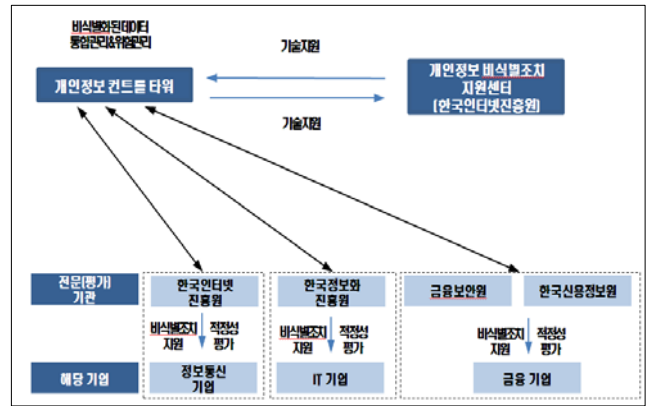 비식별화된데이터
통합관리&위험관리
기술지원
개인정보 컨트롤 타워
개인정보 비식별조치
지원센터
(한국인터넷진흥원)
기술지원
전문(평가)
기관
한국인터넷
진흥원
한국정보화
진흥원
금융보안원
한국신용정보원
비식별조치
지원
적정성
평가
비식별조치
지원
적정성
평가
비식별조치
지원
적정성
평가
해당 기업
정보통신
기업
IT 기업
금융 기업